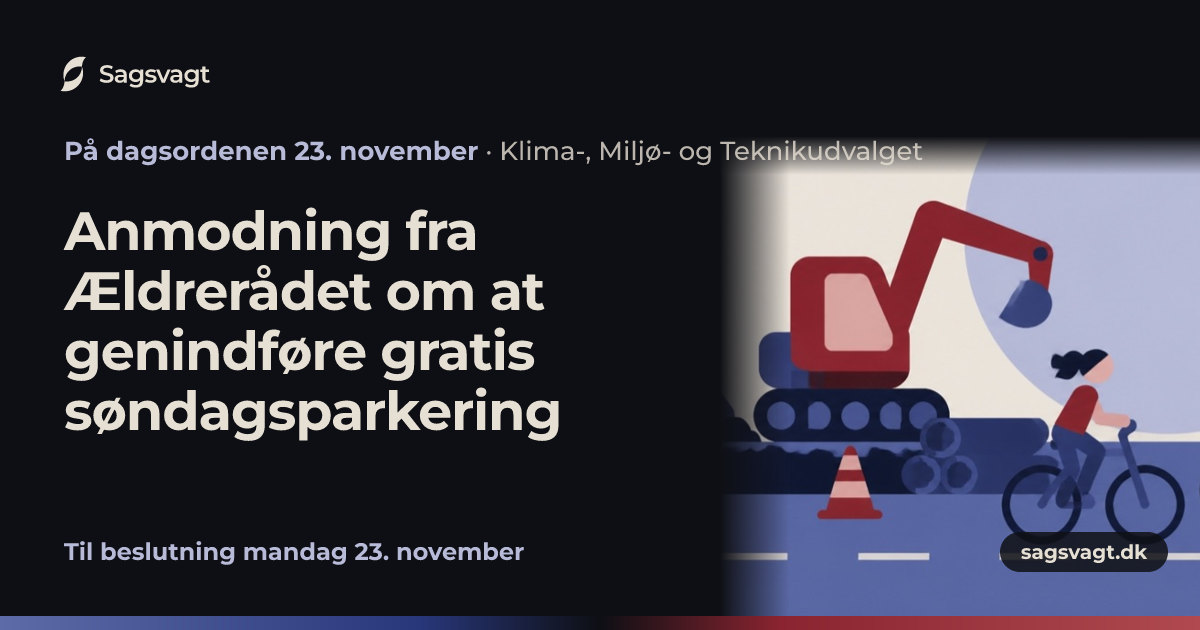 Sagsvagt
På dagsordenen 23. november · Klima-, Miljø- og Teknikudvalget
Anmodning fra
Ældrerådet om at
genindføre gratis
søndagsparkering
Til beslutning mandag 23. november
sagsvagt.dk